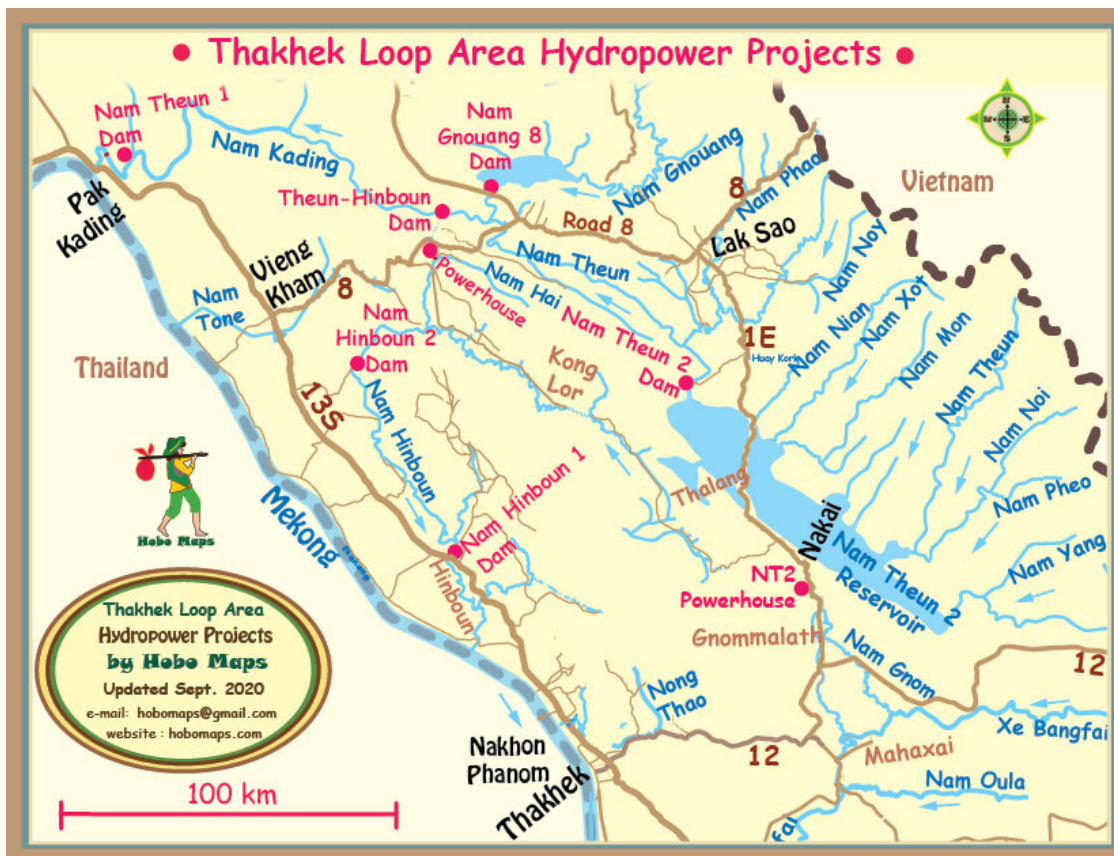 Thakhek Loop Area Hydropower Projects
Nam Theun 1
Dam
Nam Kading
Nam
Gnouang 8
Dam
Nam Gnouang
Nam Phao
8
Vietnam
N
E
S
W
Pak
Kading
Theun-Hinboun
Dam
Road 8
Lak Sao
Nam Noy
Vieng
Kham
8
Powerhouse
Nam Theun
Nam Hai
Nam Xot
Nam Nian
Nam Mon
Nam Theun
Nam
Tone
Nam
Hinboun 2
Dam
Nam Theun 2
Dam
1E
Huay Kork
Thailand
Kong
Lor
Nam Noi
13S
Nam Hinboun
Thalang
Nam Pheo
Hobo Maps
Mekong
Nam Hinboun 1
Dam
Nakai
Nam Theun 2
Reservoir
Nam Yang
Hinboun
NT2
Powerhouse
Gnommalath
Nam Gnom
12
Thakhek Loop Area
Hydropower Projects
by Hobo Maps
Updated Sept. 2020
e-mail: hobomaps@gmail.com
website : hobomaps.com
Nong
Thao
Xe Bangfai
Nakhon
Phanom
Thakhek
12
Mahaxai
Nam Oula
fai
100 km